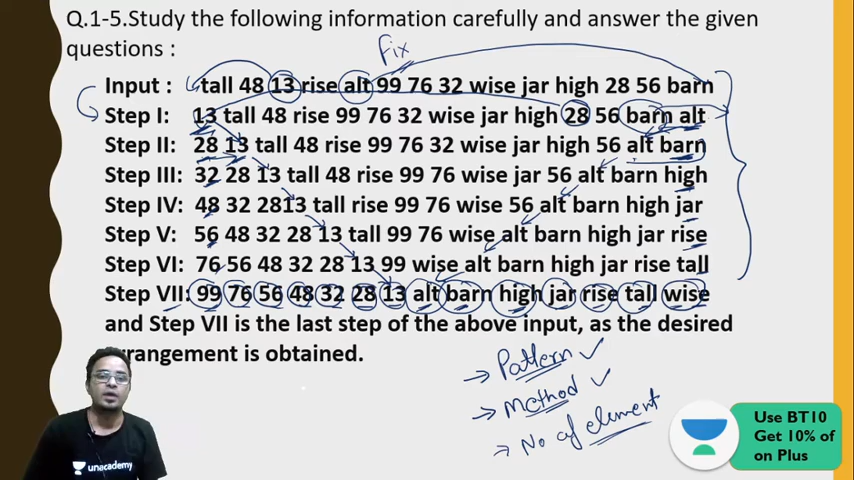 Q.1-5.Study the following information carefully and answer the given
questions :
Fix
Input : tall 48 13 rise alt 99 76 32 wise jar high 28 56 barn
Step I: 13 tall 48 rise 99 76 32 wise jar high 28 56 barn alt
Step II: 28 13 tall 48 rise 99 76 32 wise jar high 56 alt barn
Step III: 32 28 13 tall 48 rise 99 76 wise jar 56 alt barn high
Step IV: 48 32 2813 tall rise 99 76 wise 56 alt barn high jar
Step V: 56 48 32 28 13 tall 99 76 wise alt barn high jar rise
Step VI: 76 56 48 32 28 13 99 wise alt barn high jar rise tall
Step VII: 99 76 56 48 32 28 13 alt barn high jar rise tall wise
and Step VII is the last step of the above input, as the desired
rrangement is obtained.
→ Pattern ✓
→ Method ✓
→ No of element
unacademy
Use BT10
Get 10% of
on Plus